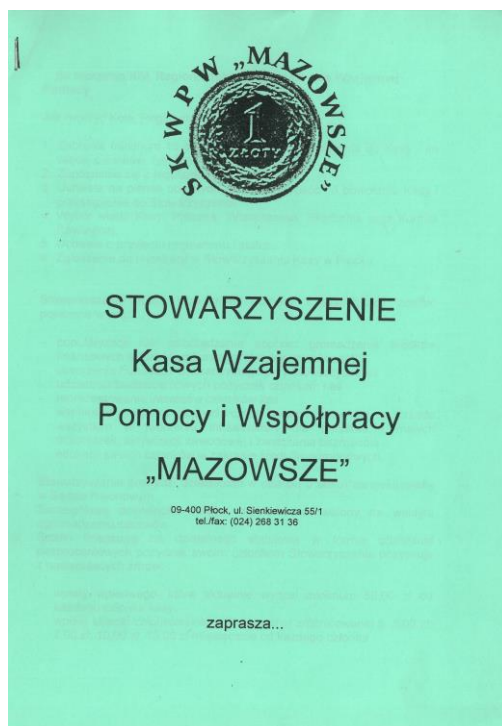 SKWPW „MAZOWSZE”
1
ZŁOTY
STOWARZYSZENIE
Kasa Wzajemnej
Pomocy i Współpracy
„MAZOWSZE”
09-400 Płock, ul. Sienkiewicza 55/1
tel./fax: (024) 268 31 36
zaprasza...